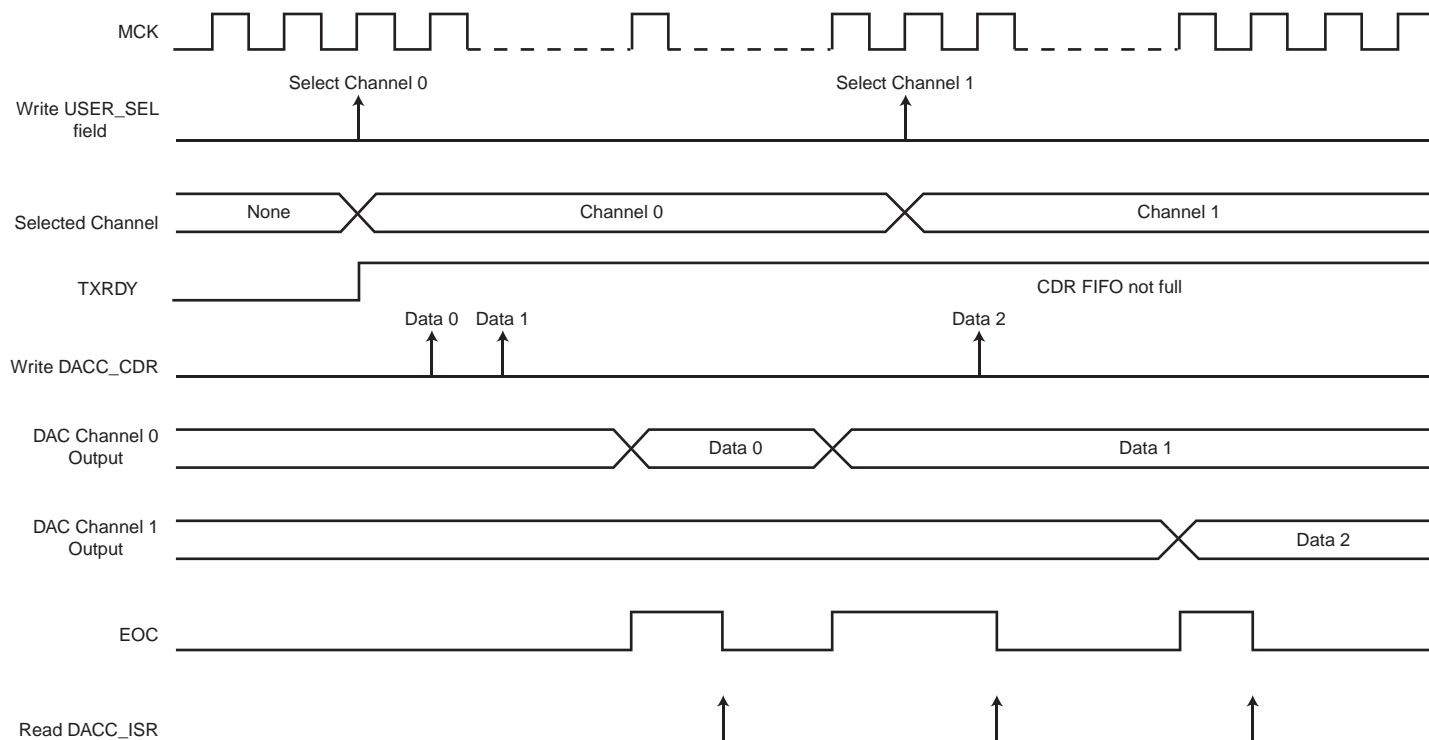 MCK
Select Channel 0
Select Channel 1
Write USER_SEL
field
Selected Channel
None
Channel 0
Channel 1
TXRDY
CDR FIFO not full
Data 0
Data 1
Data 2
Write DACC_CDR
DAC Channel 0
Output
Data 0
Data 1
DAC Channel 1
Output
Data 2
EOC
Read DACC_ISR